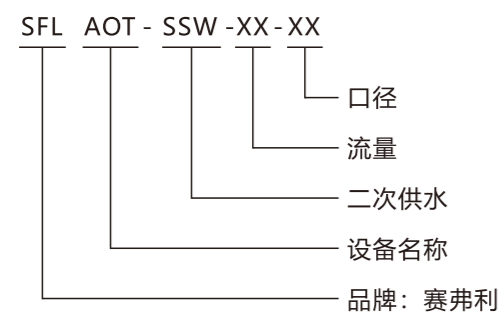 SFL AOT - SSW -XX-XX
口径
流量
二次供水
设备名称
品牌：赛弗利